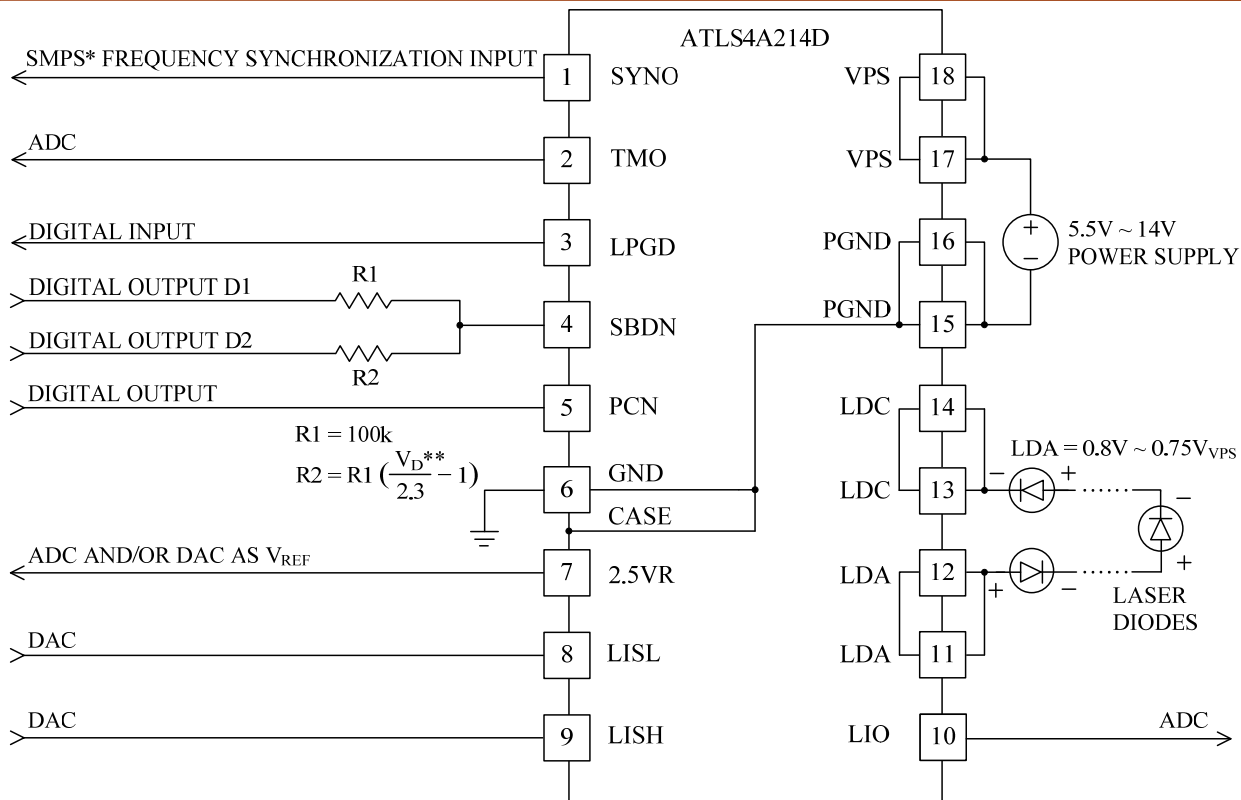 ATLS4A214D
SMPS* FREQUENCY SYNCHRONIZATION INPUT
1 SYNO
ADC
2 TMO
DIGITAL INPUT
3 LPGD
DIGITAL OUTPUT D1
R1
DIGITAL OUTPUT D2
R2
4 SBDN
DIGITAL OUTPUT
5 PCN
R1 = 100k
R2 = R1 (V_D** / 2.3 − 1)
6 GND
CASE
ADC AND/OR DAC AS V_REF
7 2.5VR
DAC
8 LISL
DAC
9 LISH
VPS 18
VPS 17
PGND 16
PGND 15
+
−
5.5V ~ 14V
POWER SUPPLY
LDC 14
LDA = 0.8V ~ 0.75V_VPS
LDC 13
− +
−
+
LDA 12
+ −
LASER
DIODES
LDA 11
LIO 10
ADC